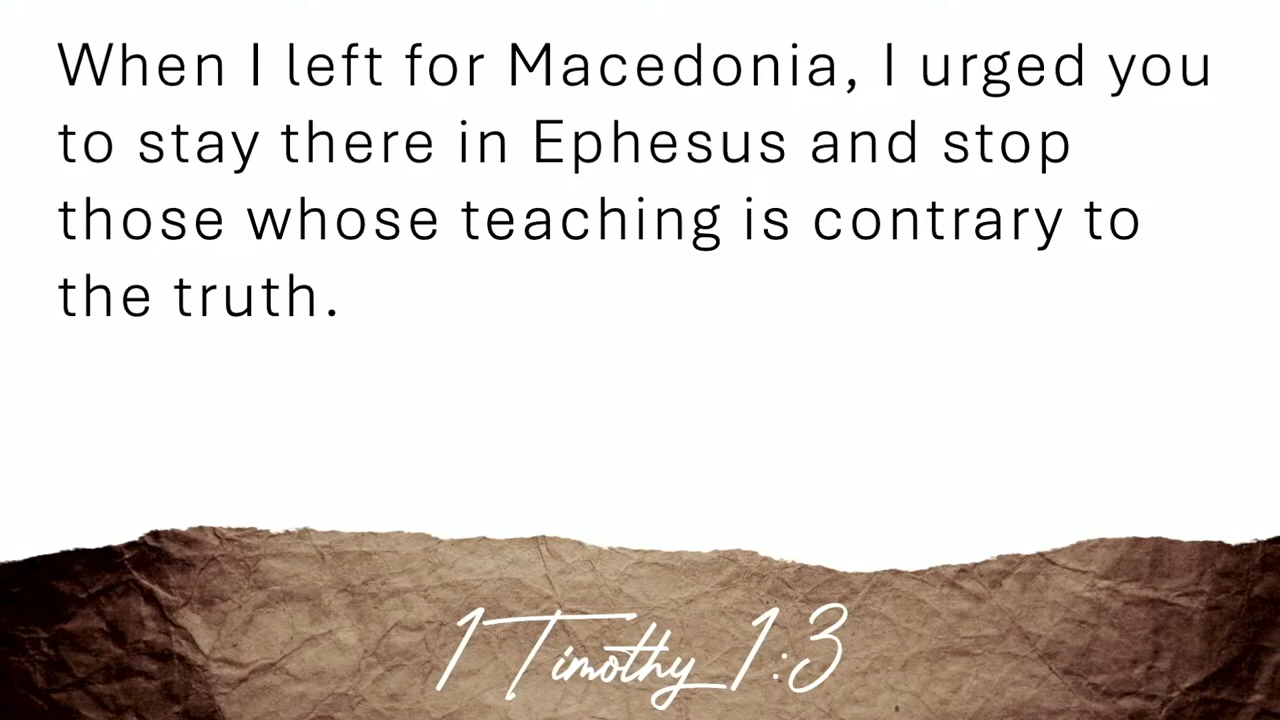 When I left for Macedonia, I urged you
to stay there in Ephesus and stop
those whose teaching is contrary to
the truth.
1 Timothy 1:3